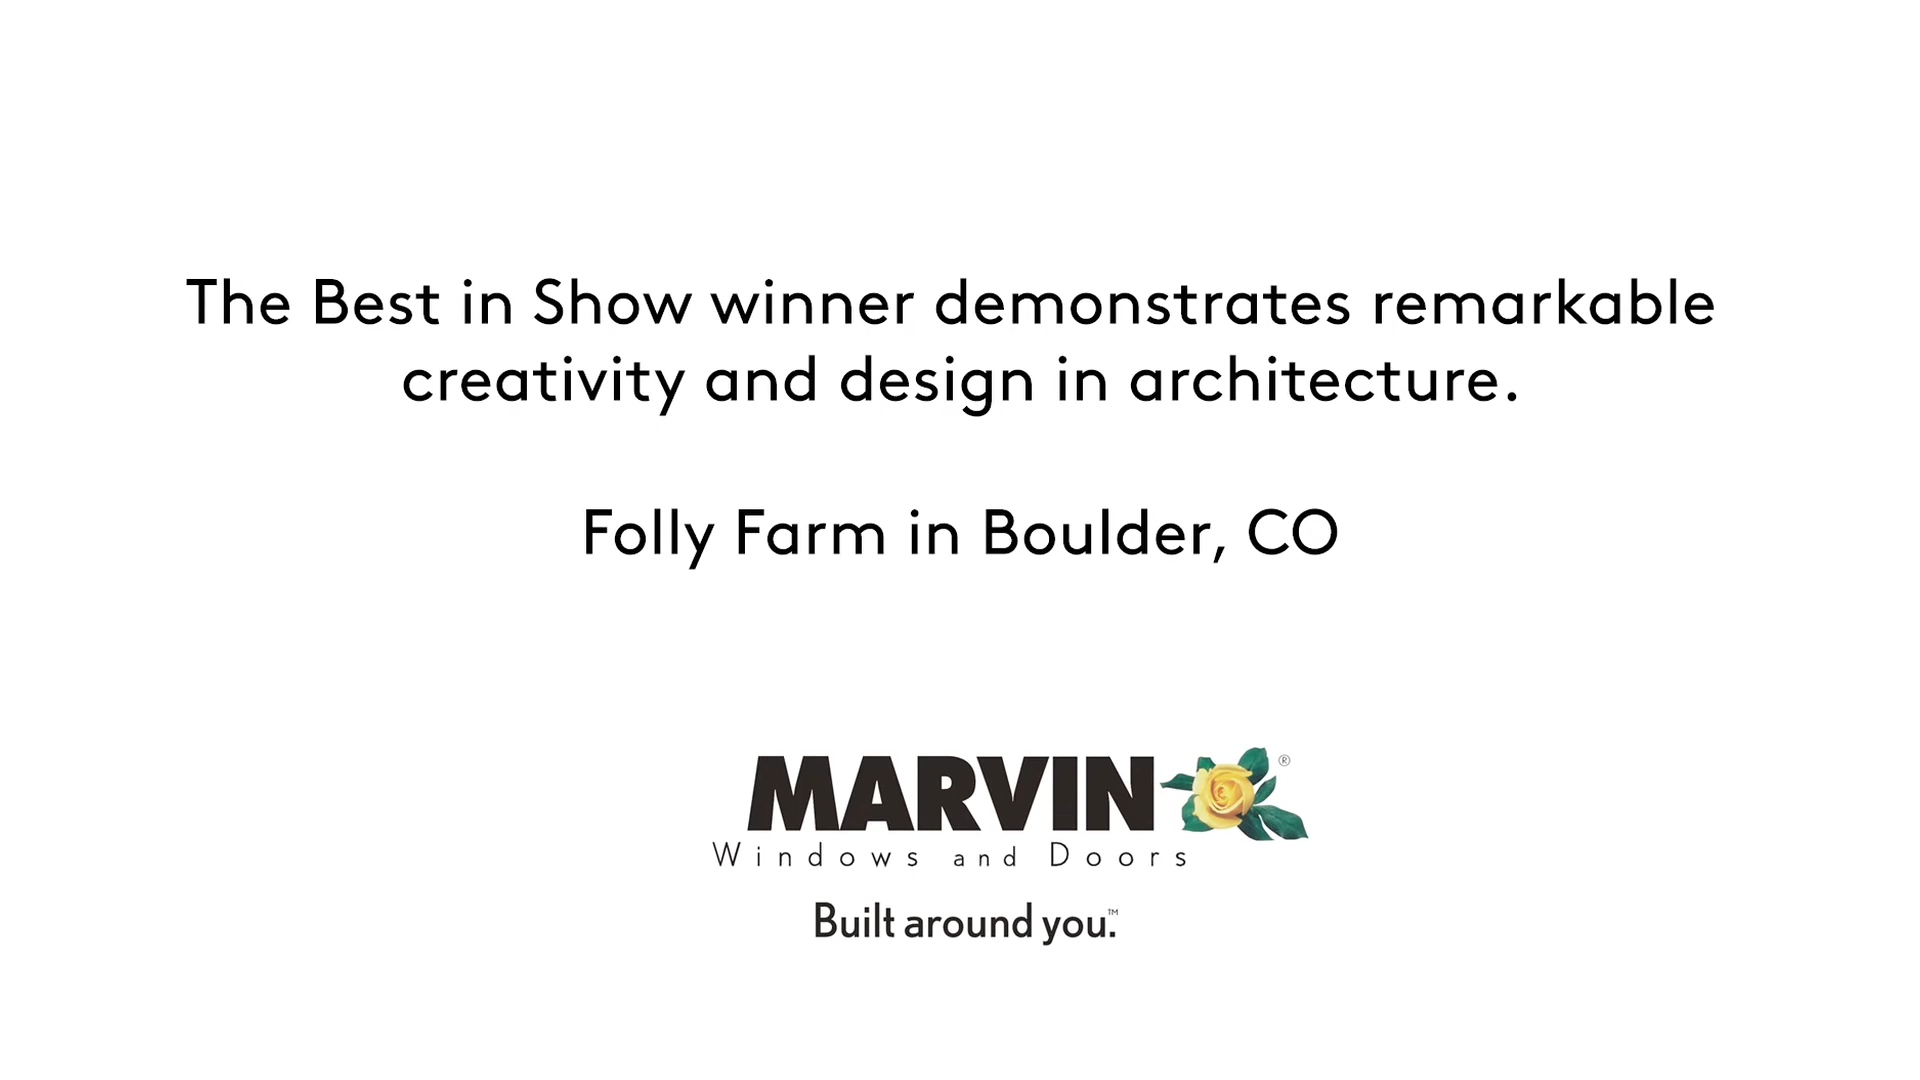 The Best in Show winner demonstrates remarkable
creativity and design in architecture.
Folly Farm in Boulder, CO
MARVIN ®
Windows and Doors
Built around you.™